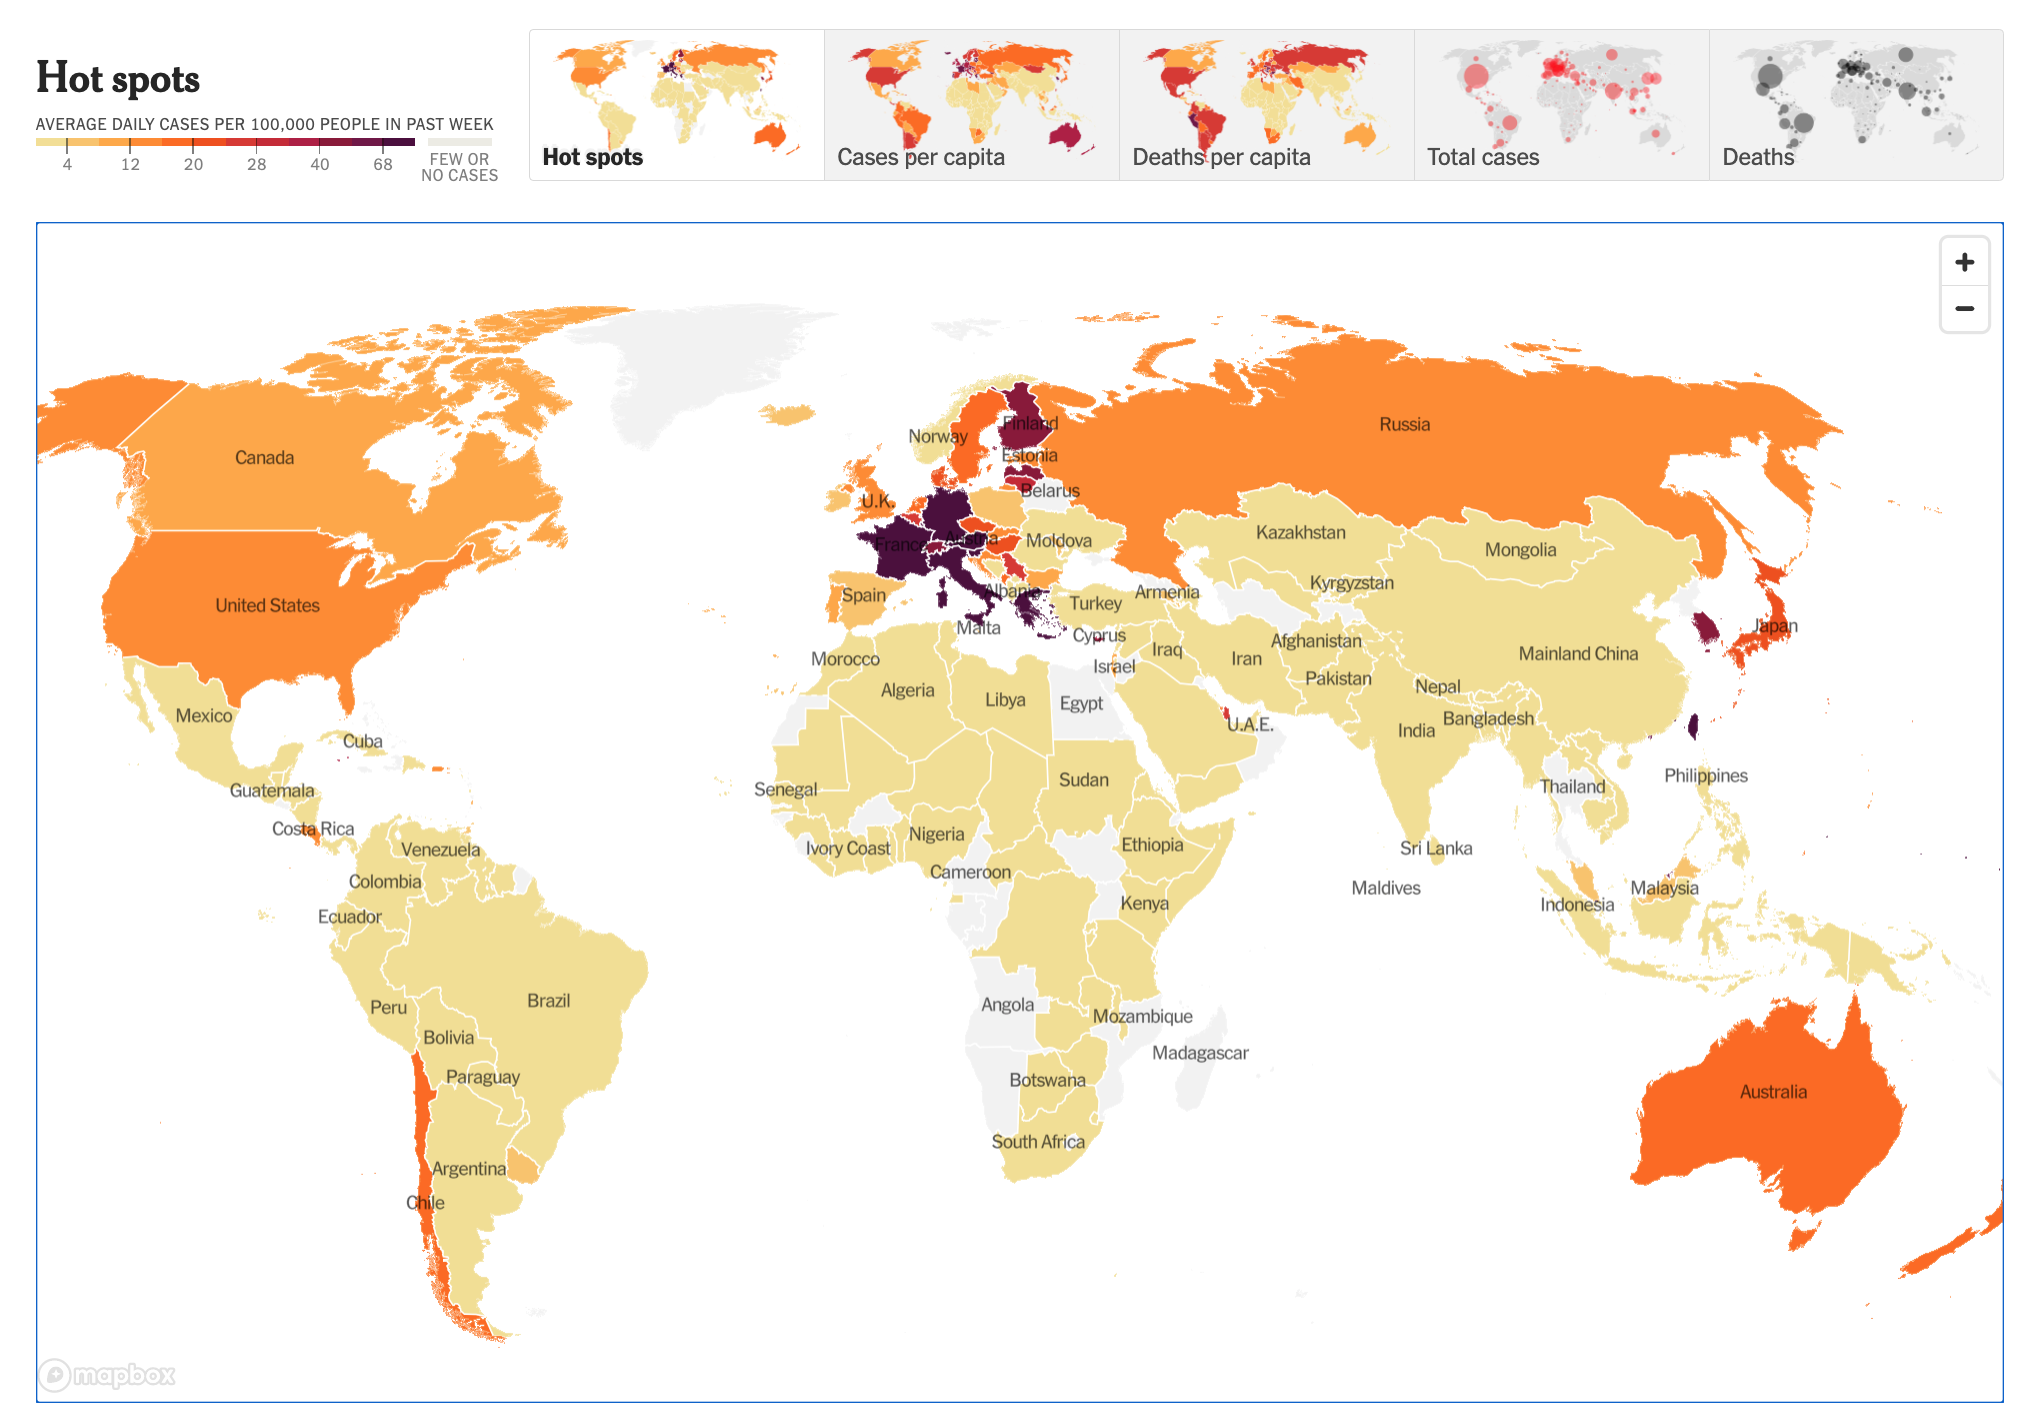 Hot spots
AVERAGE DAILY CASES PER 100,000 PEOPLE IN PAST WEEK
4 12 20 28 40 68
FEW OR
NO CASES
Hot spots
Cases per capita
Deaths per capita
Total cases
Deaths
+
−
Russia
Finland
Norway
Canada
Estonia
Belarus
U.K.
Kazakhstan
Austria
Moldova
France
Mongolia
Kyrgyzstan
Albania
Armenia
Spain
Turkey
United States
Japan
Malta
Cyprus
Afghanistan
Iraq
Mainland China
Morocco
Iran
Israel
Pakistan
Nepal
Algeria
Libya
Egypt
Mexico
Bangladesh
U.A.E.
India
Cuba
Philippines
Sudan
Thailand
Senegal
Guatemala
Costa Rica
Nigeria
Ethiopia
Ivory Coast
Sri Lanka
Venezuela
Cameroon
Colombia
Maldives
Malaysia
Kenya
Indonesia
Ecuador
Brazil
Angola
Peru
Mozambique
Bolivia
Madagascar
Paraguay
Botswana
Australia
South Africa
Argentina
Chile
mapbox